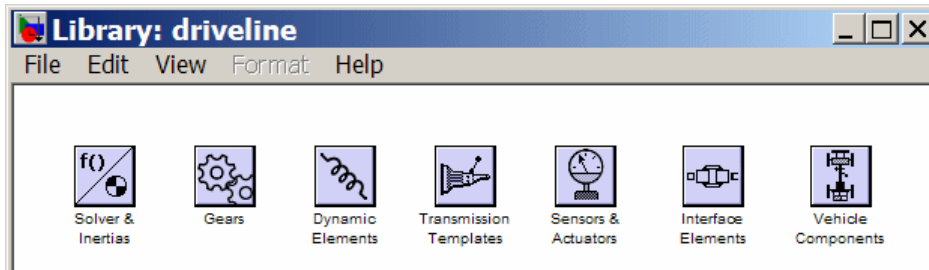 Library: driveline
File Edit View Format Help
f()
Solver & Inertias
Gears
Dynamic Elements
Transmission Templates
Sensors & Actuators
Interface Elements
Vehicle Components